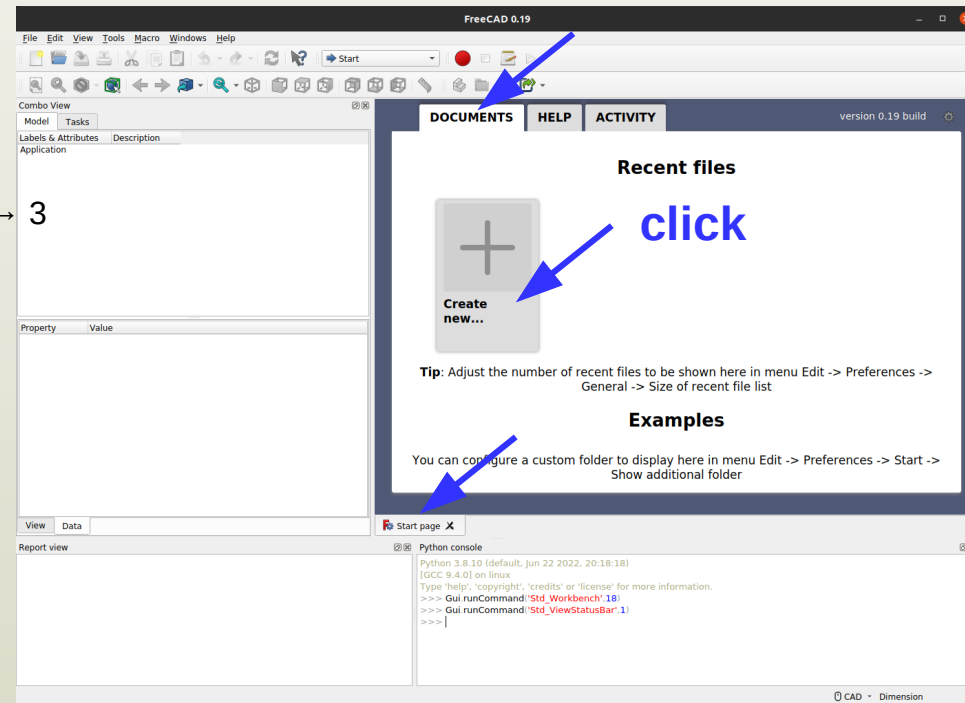 FreeCAD 0.19
File Edit View Tools Macro Windows Help
Start
Combo View
Model Tasks
Labels & Attributes Description
Application
→ 3
Property Value
View Data
DOCUMENTS HELP ACTIVITY version 0.19 build
Recent files
click
Create
new...
Tip: Adjust the number of recent files to be shown here in menu Edit -> Preferences ->
General -> Size of recent file list
Examples
You can configure a custom folder to display here in menu Edit -> Preferences -> Start ->
Show additional folder
Start page
Report view
Python console
Python 3.8.10 (default, Jun 22 2022, 20:18:18)
[GCC 9.4.0] on linux
Type 'help', 'copyright', 'credits' or 'license' for more information.
>>> Gui.runCommand('Std_Workbench',18)
>>> Gui.runCommand('Std_ViewStatusBar',1)
>>>
CAD Dimension